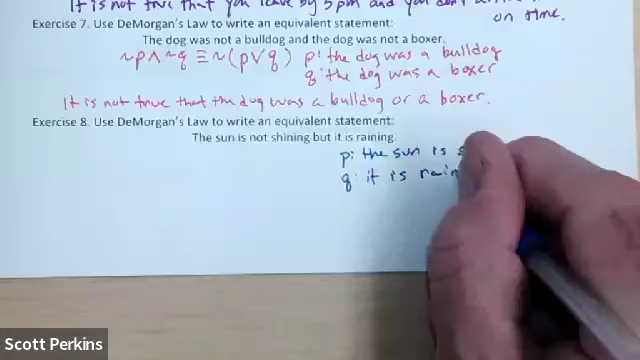 It is not true that you leave by 5 pm and you don't
on time.
Exercise 7. Use DeMorgan's Law to write an equivalent statement:
The dog was not a bulldog and the dog was not a boxer.
~p ∧ ~q ≡ ~(p ∨ q) p: the dog was a bulldog
q: the dog was a boxer
It is not true that the dog was a bulldog or a boxer.
Exercise 8. Use DeMorgan's Law to write an equivalent statement:
The sun is not shining but it is raining.
p: the sun is
q: it is
Scott Perkins